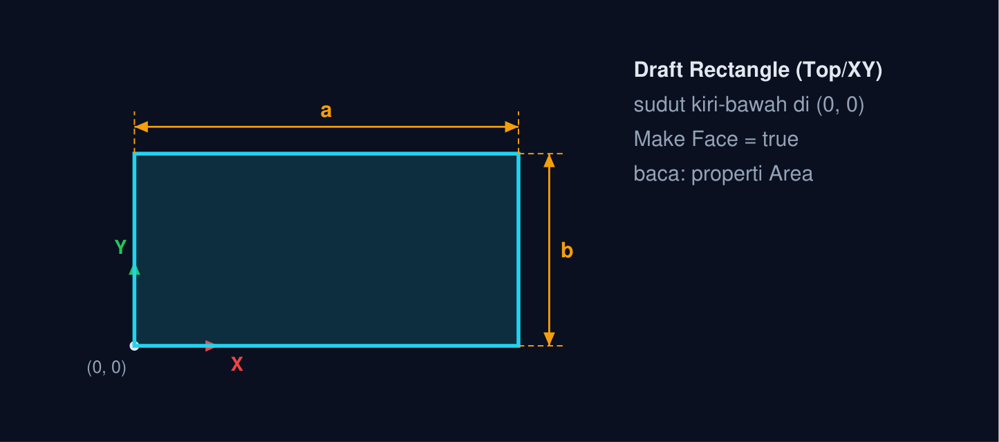 Draft Rectangle (Top/XY)
sudut kiri-bawah di (0, 0)
Make Face = true
baca: properti Area
a
b
Y
X
(0, 0)